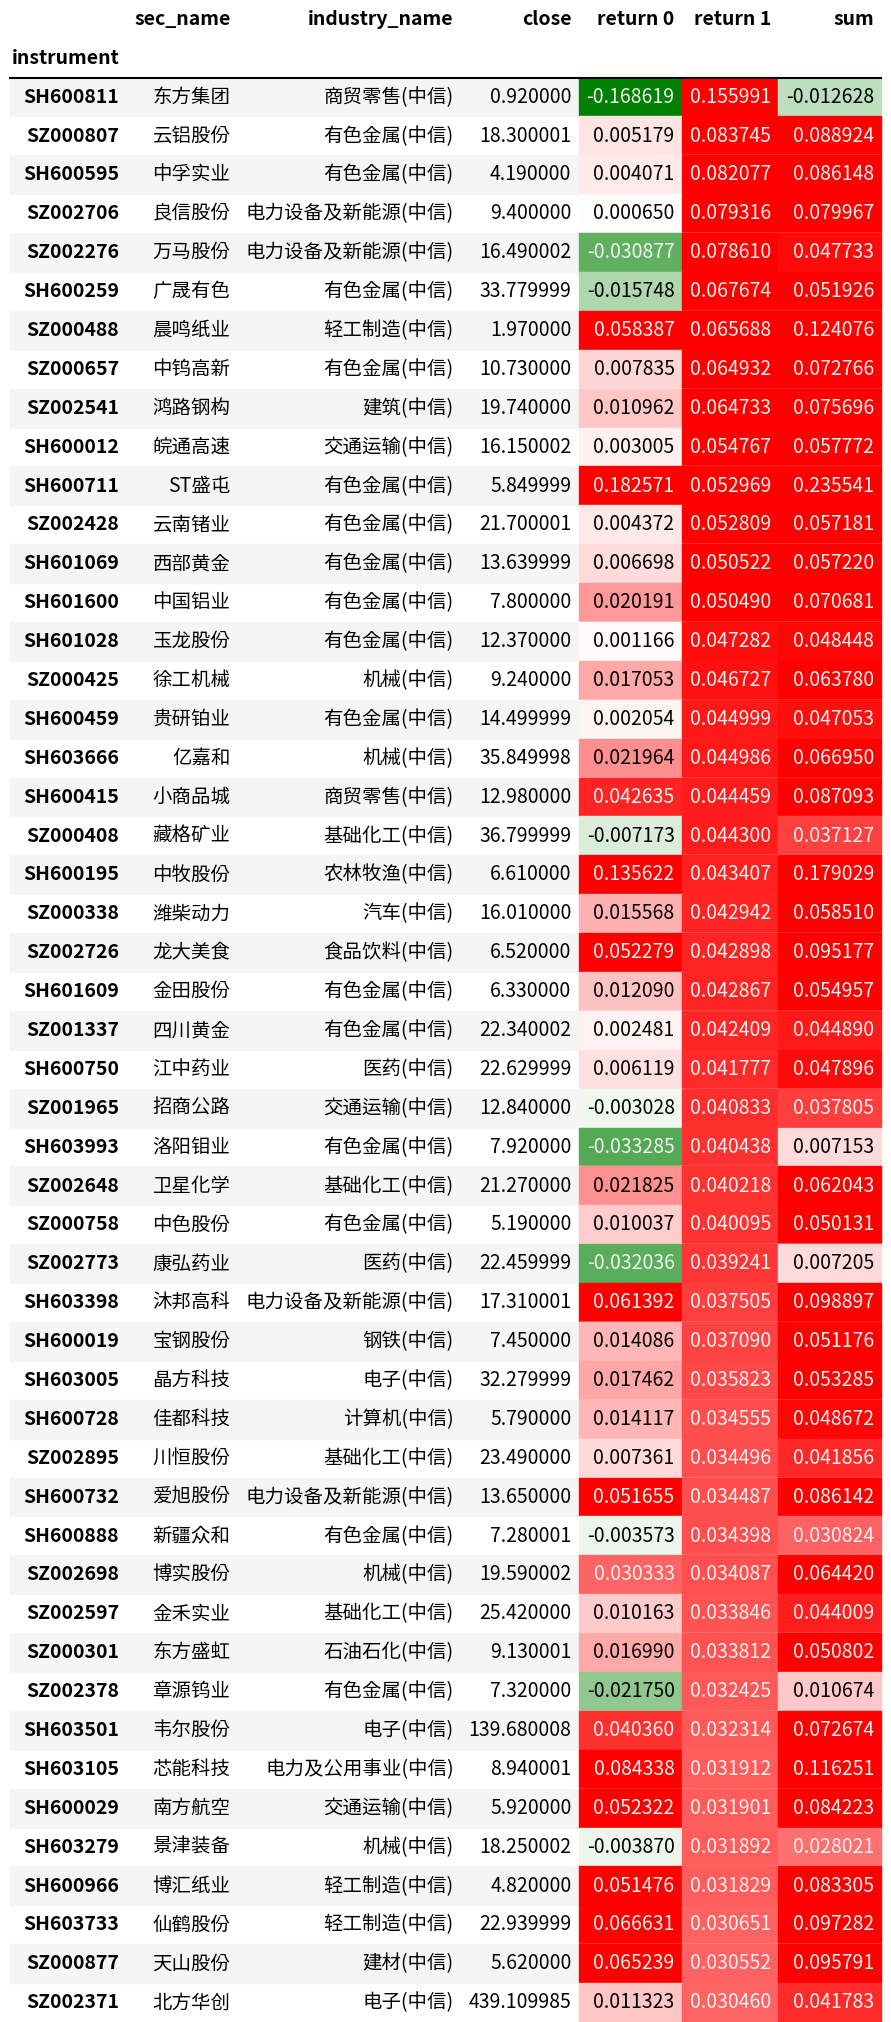 sec_name industry_name close return 0 return 1 sum
instrument
SH600811 东方集团 商贸零售(中信) 0.920000 -0.168619 0.155991 -0.012628
SZ000807 云铝股份 有色金属(中信) 18.300001 0.005179 0.083745 0.088924
SH600595 中孚实业 有色金属(中信) 4.190000 0.004071 0.082077 0.086148
SZ002706 良信股份 电力设备及新能源(中信) 9.400000 0.000650 0.079316 0.079967
SZ002276 万马股份 电力设备及新能源(中信) 16.490002 -0.030877 0.078610 0.047733
SH600259 广晟有色 有色金属(中信) 33.779999 -0.015748 0.067674 0.051926
SZ000488 晨鸣纸业 轻工制造(中信) 1.970000 0.058387 0.065688 0.124076
SZ000657 中钨高新 有色金属(中信) 10.730000 0.007835 0.064932 0.072766
SZ002541 鸿路钢构 建筑(中信) 19.740000 0.010962 0.064733 0.075696
SH600012 皖通高速 交通运输(中信) 16.150002 0.003005 0.054767 0.057772
SH600711 ST盛屯 有色金属(中信) 5.849999 0.182571 0.052969 0.235541
SZ002428 云南锗业 有色金属(中信) 21.700001 0.004372 0.052809 0.057181
SH601069 西部黄金 有色金属(中信) 13.639999 0.006698 0.050522 0.057220
SH601600 中国铝业 有色金属(中信) 7.800000 0.020191 0.050490 0.070681
SH601028 玉龙股份 有色金属(中信) 12.370000 0.001166 0.047282 0.048448
SZ000425 徐工机械 机械(中信) 9.240000 0.017053 0.046727 0.063780
SH600459 贵研铂业 有色金属(中信) 14.499999 0.002054 0.044999 0.047053
SH603666 亿嘉和 机械(中信) 35.849998 0.021964 0.044986 0.066950
SH600415 小商品城 商贸零售(中信) 12.980000 0.042635 0.044459 0.087093
SZ000408 藏格矿业 基础化工(中信) 36.799999 -0.007173 0.044300 0.037127
SH600195 中牧股份 农林牧渔(中信) 6.610000 0.135622 0.043407 0.179029
SZ000338 潍柴动力 汽车(中信) 16.010000 0.015568 0.042942 0.058510
SZ002726 龙大美食 食品饮料(中信) 6.520000 0.052279 0.042898 0.095177
SH601609 金田股份 有色金属(中信) 6.330000 0.012090 0.042867 0.054957
SZ001337 四川黄金 有色金属(中信) 22.340002 0.002481 0.042409 0.044890
SH600750 江中药业 医药(中信) 22.629999 0.006119 0.041777 0.047896
SZ001965 招商公路 交通运输(中信) 12.840000 -0.003028 0.040833 0.037805
SH603993 洛阳钼业 有色金属(中信) 7.920000 -0.033285 0.040438 0.007153
SZ002648 卫星化学 基础化工(中信) 21.270000 0.021825 0.040218 0.062043
SZ000758 中色股份 有色金属(中信) 5.190000 0.010037 0.040095 0.050131
SZ002773 康弘药业 医药(中信) 22.459999 -0.032036 0.039241 0.007205
SH603398 沐邦高科 电力设备及新能源(中信) 17.310001 0.061392 0.037505 0.098897
SH600019 宝钢股份 钢铁(中信) 7.450000 0.014086 0.037090 0.051176
SH603005 晶方科技 电子(中信) 32.279999 0.017462 0.035823 0.053285
SH600728 佳都科技 计算机(中信) 5.790000 0.014117 0.034555 0.048672
SZ002895 川恒股份 基础化工(中信) 23.490000 0.007361 0.034496 0.041856
SH600732 爱旭股份 电力设备及新能源(中信) 13.650000 0.051655 0.034487 0.086142
SH600888 新疆众和 有色金属(中信) 7.280001 -0.003573 0.034398 0.030824
SZ002698 博实股份 机械(中信) 19.590002 0.030333 0.034087 0.064420
SZ002597 金禾实业 基础化工(中信) 25.420000 0.010163 0.033846 0.044009
SZ000301 东方盛虹 石油石化(中信) 9.130001 0.016990 0.033812 0.050802
SZ002378 章源钨业 有色金属(中信) 7.320000 -0.021750 0.032425 0.010674
SH603501 韦尔股份 电子(中信) 139.680008 0.040360 0.032314 0.072674
SH603105 芯能科技 电力及公用事业(中信) 8.940001 0.084338 0.031912 0.116251
SH600029 南方航空 交通运输(中信) 5.920000 0.052322 0.031901 0.084223
SH603279 景津装备 机械(中信) 18.250002 -0.003870 0.031892 0.028021
SH600966 博汇纸业 轻工制造(中信) 4.820000 0.051476 0.031829 0.083305
SH603733 仙鹤股份 轻工制造(中信) 22.939999 0.066631 0.030651 0.097282
SZ000877 天山股份 建材(中信) 5.620000 0.065239 0.030552 0.095791
SZ002371 北方华创 电子(中信) 439.109985 0.011323 0.030460 0.041783